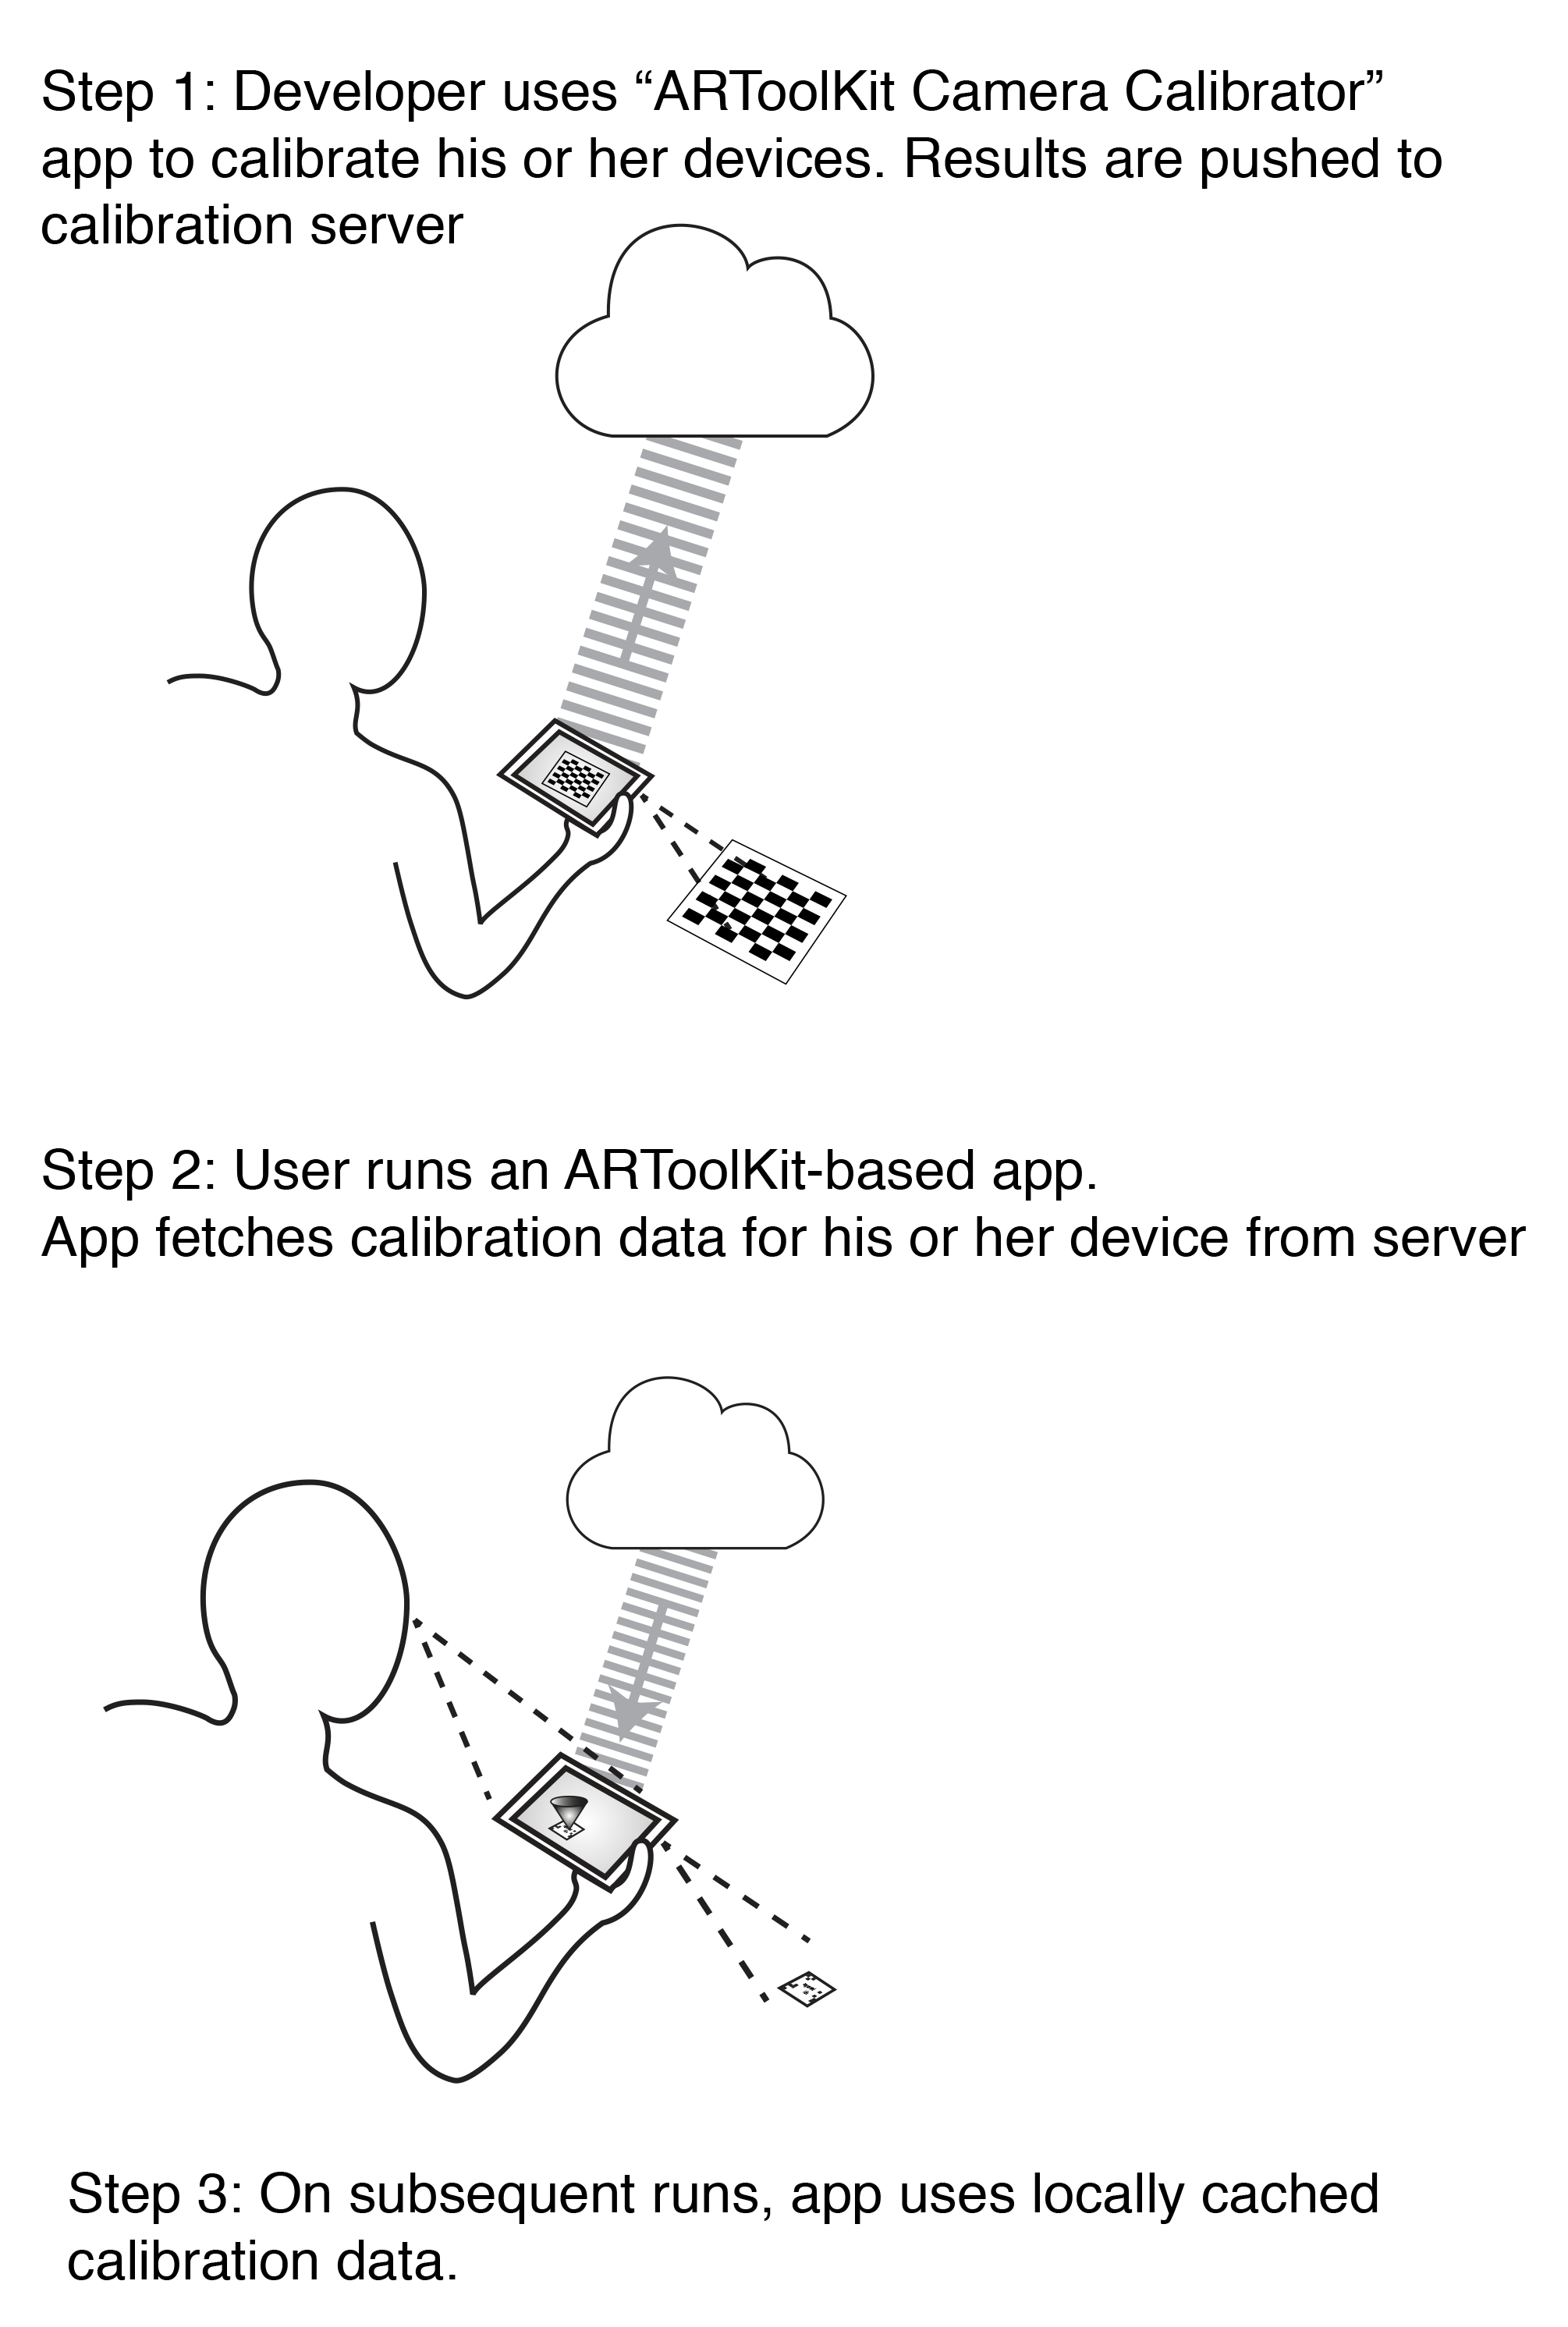 Step 1: Developer uses “ARToolKit Camera Calibrator”
app to calibrate his or her devices. Results are pushed to
calibration server
Step 2: User runs an ARToolKit-based app.
App fetches calibration data for his or her device from server
Step 3: On subsequent runs, app uses locally cached
calibration data.